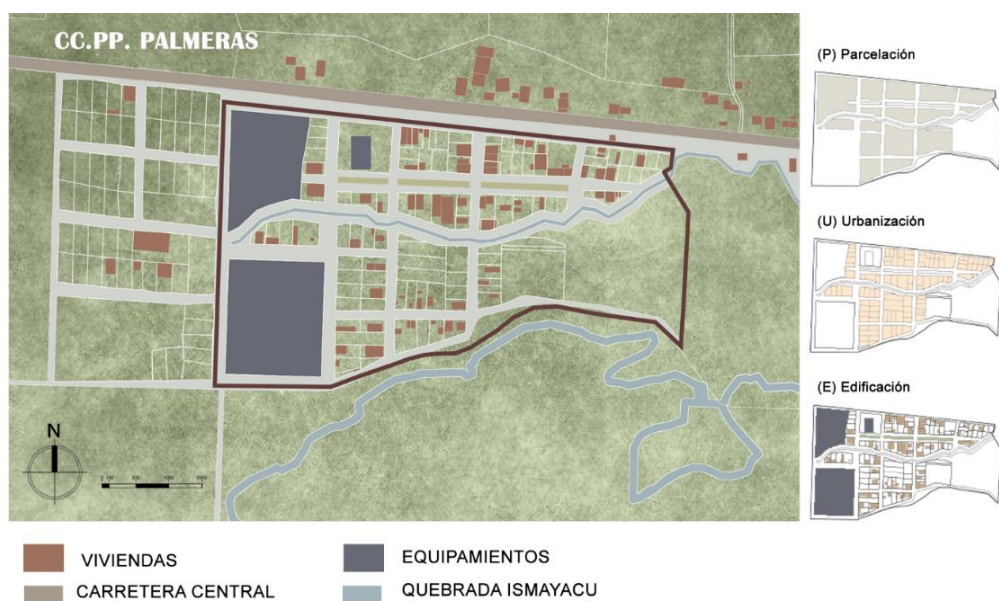 CC.PP. PALMERAS
(P) Parcelación
(U) Urbanización
(E) Edificación
N
VIVIENDAS
EQUIPAMIENTOS
CARRETERA CENTRAL
QUEBRADA ISMAYACU